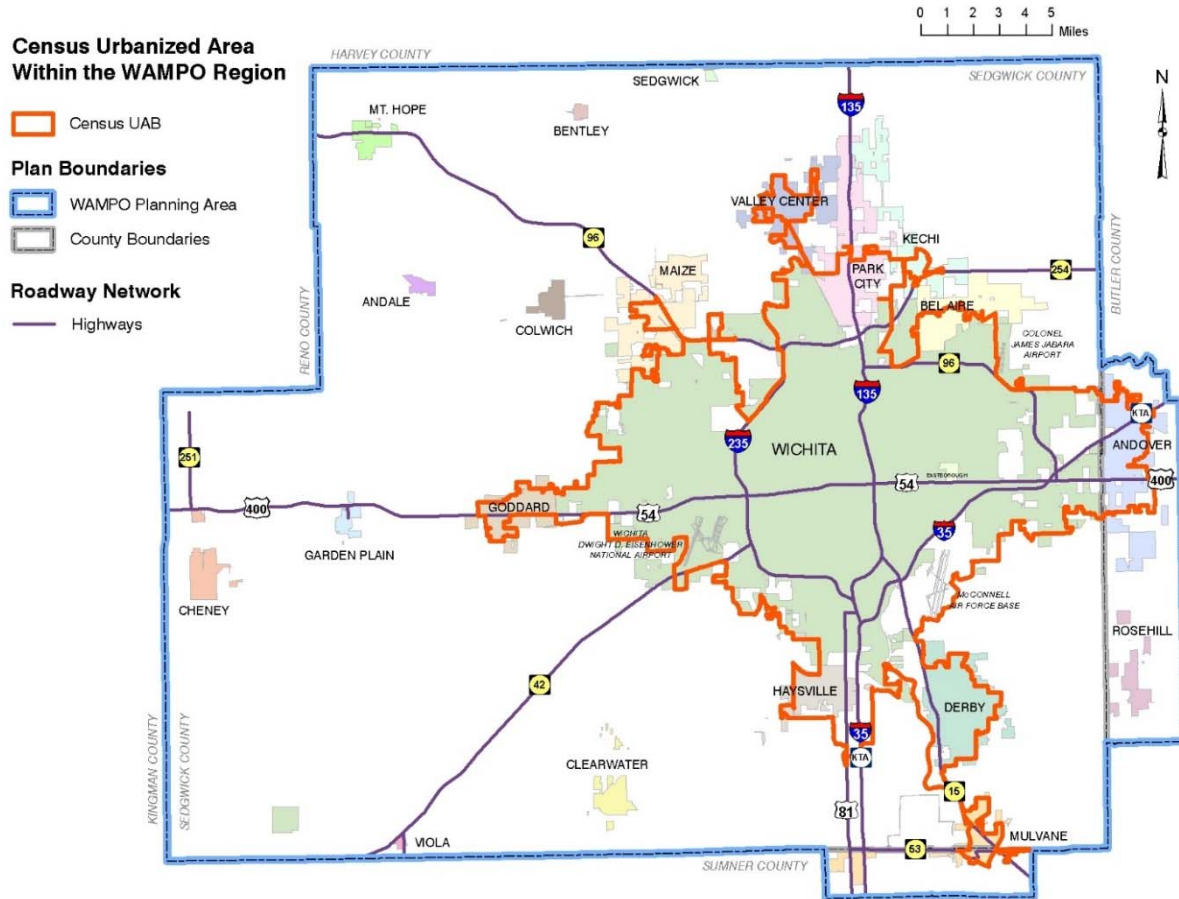 0 1 2 3 4 5
Miles
Census Urbanized Area
Within the WAMPO Region
Census UAB
Plan Boundaries
WAMPO Planning Area
County Boundaries
Roadway Network
Highways
HARVEY COUNTY
SEDGWICK
SEDGWICK COUNTY
N
135
MT. HOPE
BENTLEY
VALLEY CENTER
KECHI
96
MAIZE
PARK
CITY
254
BUTLER COUNTY
ANDALE
COLWICH
BEL AIRE
RENO COUNTY
COLONEL
JAMES JABARA
AIRPORT
96
135
KTA
235
WICHITA
ANDOVER
251
EASTBOROUGH
54
400
400
GODDARD
54
35
GARDEN PLAIN
WICHITA
DWIGHT D. EISENHOWER
NATIONAL AIRPORT
CHENEY
McCONNELL
AIR FORCE BASE
ROSEHILL
42
HAYSVILLE
DERBY
35
KTA
CLEARWATER
KINGMAN COUNTY
SEDGWICK COUNTY
15
81
VIOLA
MULVANE
53
SUMNER COUNTY